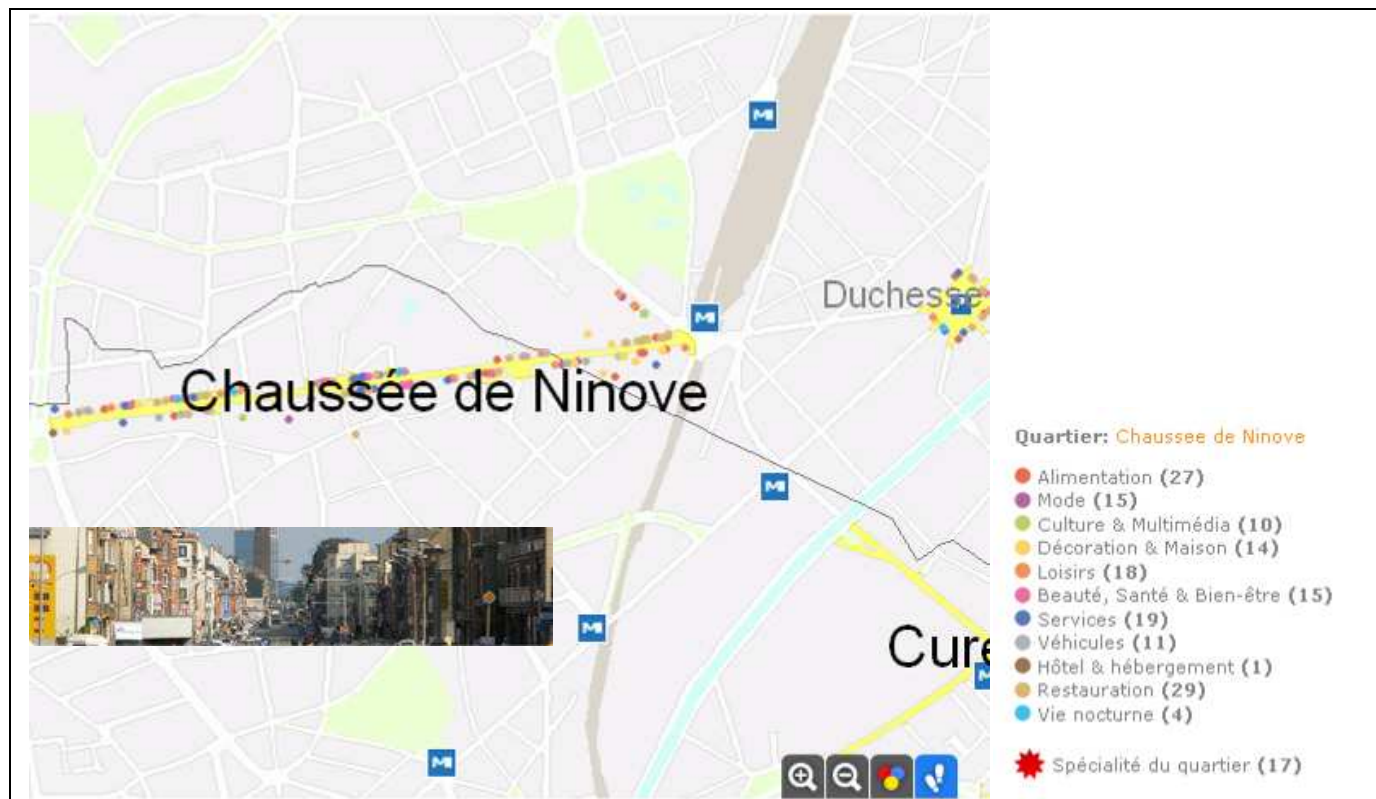 Duchesse
Chaussée de Ninove
Cure
Quartier: Chaussee de Ninove
Alimentation (27)
Mode (15)
Culture & Multimédia (10)
Décoration & Maison (14)
Loisirs (18)
Beauté, Santé & Bien-être (15)
Services (19)
Véhicules (11)
Hôtel & hébergement (1)
Restauration (29)
Vie nocturne (4)
Spécialité du quartier (17)